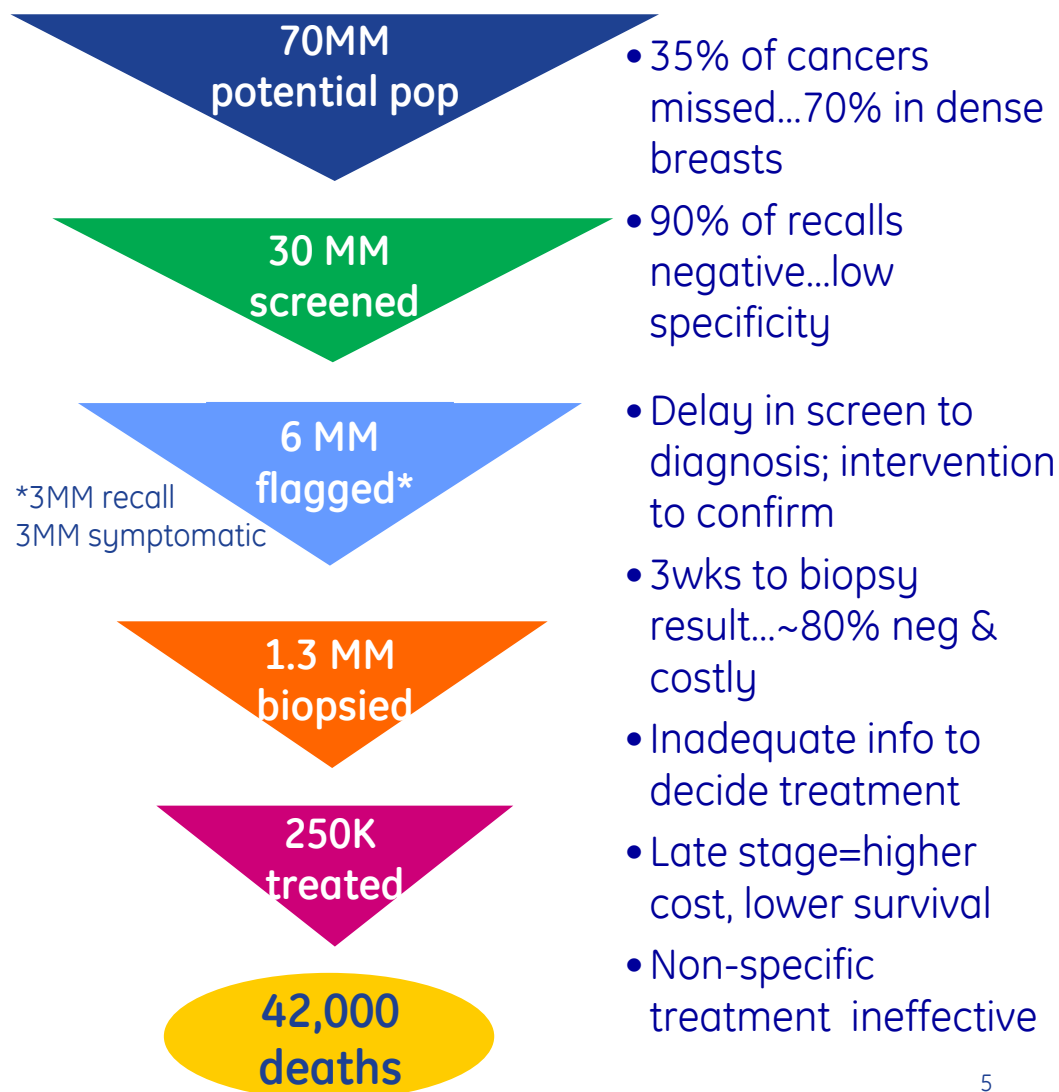 70MM
potential pop
30 MM
screened
6 MM
flagged*
*3MM recall
3MM symptomatic
1.3 MM
biopsied
250K
treated
42,000
deaths
• 35% of cancers
missed...70% in dense
breasts
• 90% of recalls
negative...low
specificity
• Delay in screen to
diagnosis; intervention
to confirm
• 3wks to biopsy
result...~80% neg &
costly
• Inadequate info to
decide treatment
• Late stage=higher
cost, lower survival
• Non-specific
treatment ineffective
5